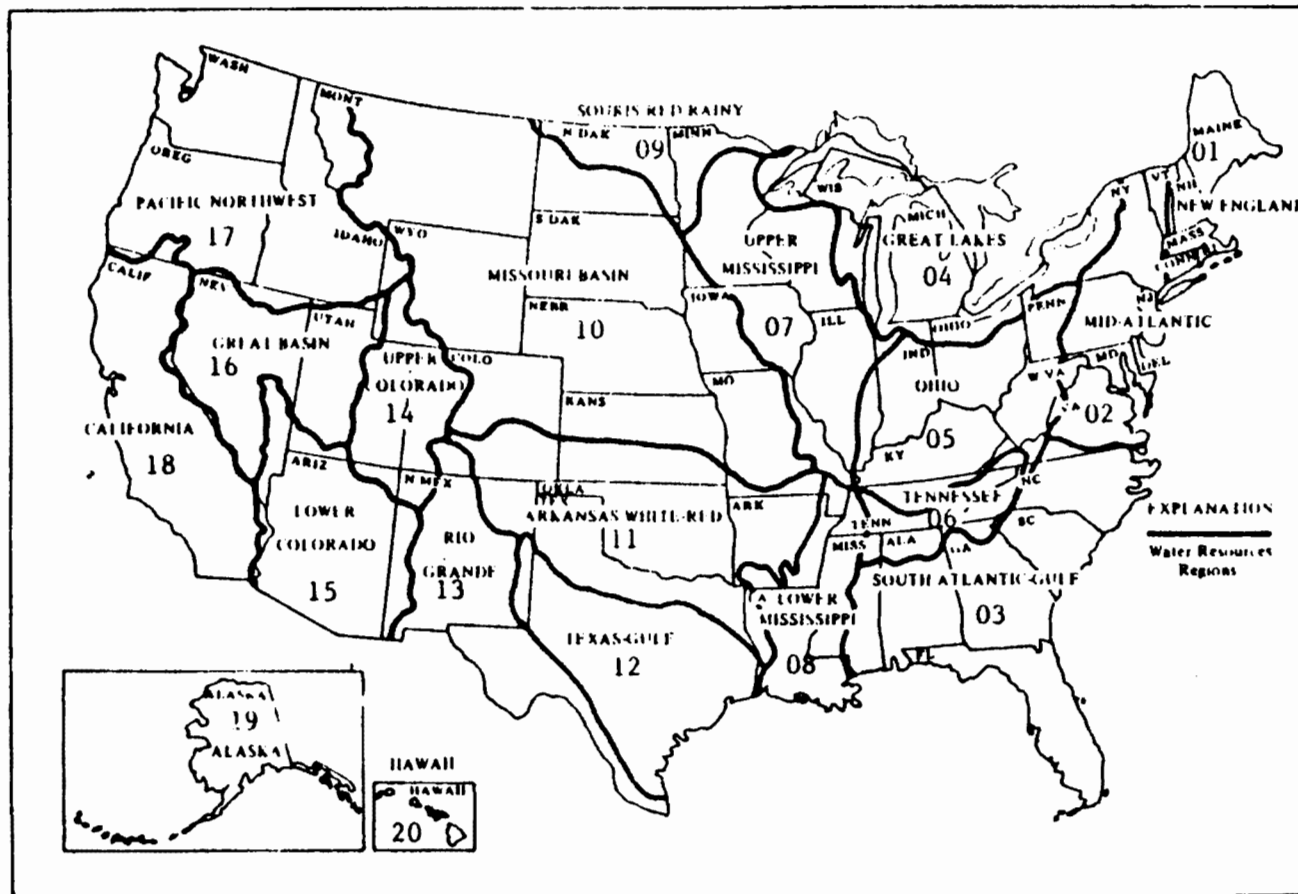 WASH
MONT
SOURIS RED RAINY
N DAK
MINN
09
MAINE
01
OREG
PACIFIC NORTHWEST
17
IDAHO
WYO
S DAK
WIS
MICH
GREAT LAKES
04
NY
VT
NH
NEW ENGLAND
MASS
CONN
CALIF
NEV
UTAH
GREAT BASIN
16
MISSOURI BASIN
NEBR
10
UPPER
MISSISSIPPI
IOWA
07
ILL
IND
OHIO
PENN
NJ
MID-ATLANTIC
MD
DEL
W VA
VA
02
UPPER
COLORADO
14
COLO
KANS
MO
OHIO
05
KY
CALIFORNIA
18
ARIZ
LOWER
COLORADO
15
N MEX
RIO
GRANDE
13
OKLA
ARKANSAS WHITE-RED
11
ARK
TENNESSEE
06
TENN
NC
SC
MISS
ALA
GA
SOUTH ATLANTIC-GULF
03
LOWER
MISSISSIPPI
08
TEXAS-GULF
12
EXPLANATION
Water Resources
Regions
ALASKA
19
ALASKA
HAWAII
HAWAII
20